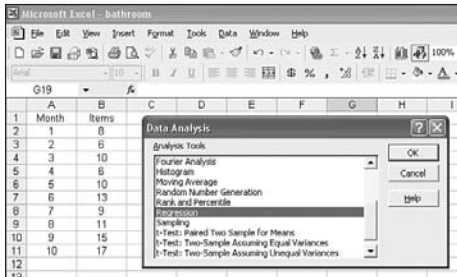 Microsoft Excel - bathroom
File Edit View Insert Format Tools Data Window Help
100%
Arial 10 B I U $ % ,
G19 fx
A B C D E F G H I
1 Month Items
2 1 8
3 2 6
4 3 10
5 4 6
6 5 10
7 6 13
8 7 9
9 8 11
10 9 15
11 10 17
12
13
Data Analysis
Analysis Tools
Fourier Analysis
Histogram
Moving Average
Random Number Generation
Rank and Percentile
Regression
Sampling
t-Test: Paired Two Sample for Means
t-Test: Two-Sample Assuming Equal Variances
t-Test: Two-Sample Assuming Unequal Variances
OK
Cancel
Help